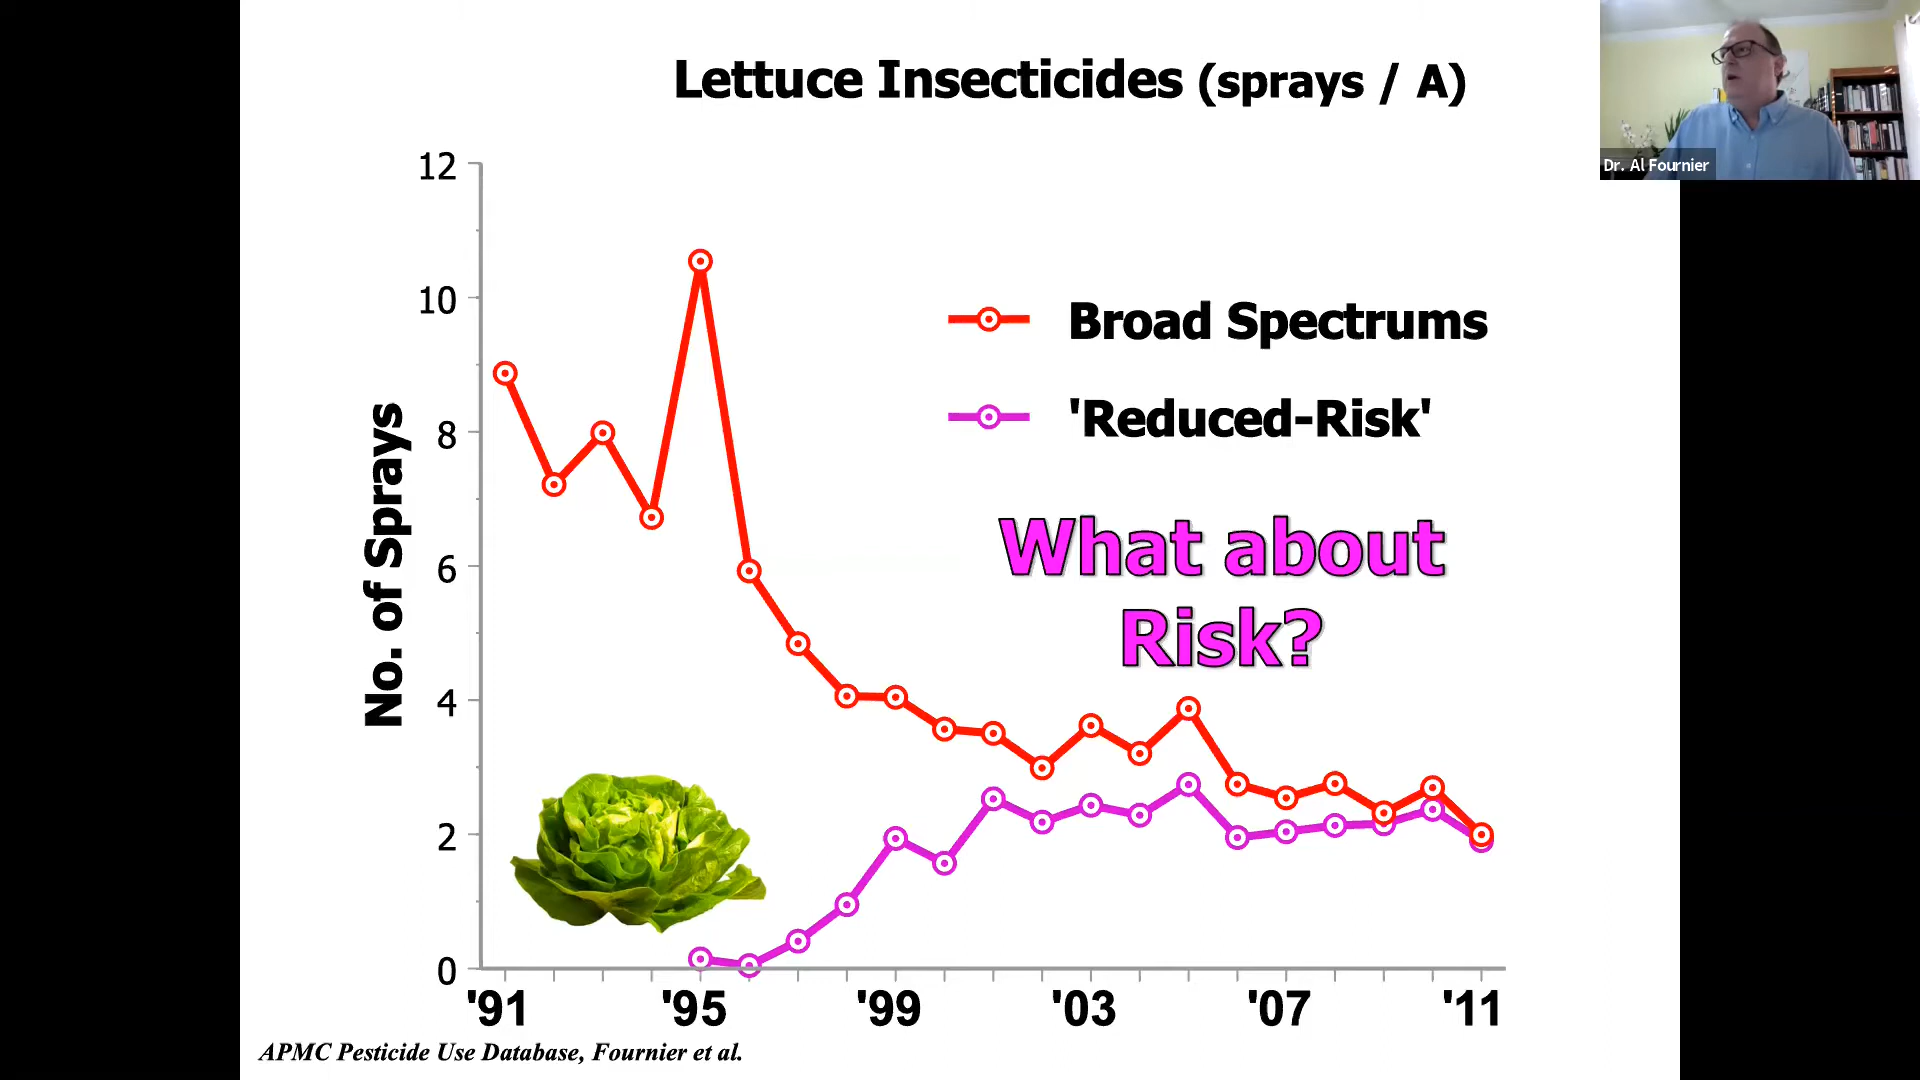 Lettuce Insecticides (sprays / A)
Dr. Al Fournier
12
10
8
6
4
2
0
No. of Sprays
Broad Spectrums
'Reduced-Risk'
What about
Risk?
'91 '95 '99 '03 '07 '11
APMC Pesticide Use Database, Fournier et al.